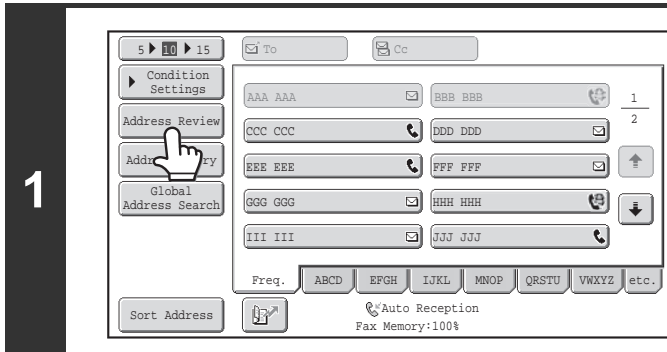 1
5 10 15
To
Cc
Condition
Settings
Address Review
Global
Address Search
Sort Address
AAA AAA
BBB BBB
CCC CCC
DDD DDD
EEE EEE
FFF FFF
GGG GGG
HHH HHH
III III
JJJ JJJ
1
2
Freq. ABCD EFGH IJKL MNOP QRSTU VWXYZ etc.
Auto Reception
Fax Memory:100%